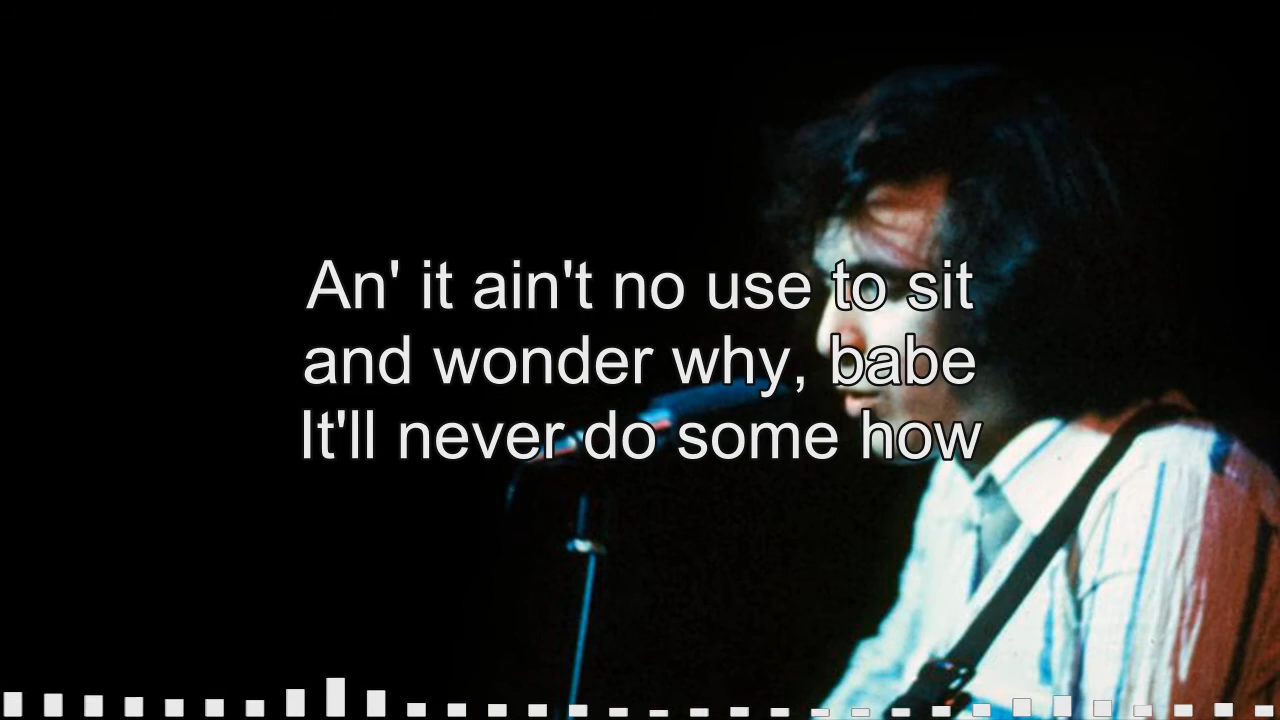 An' it ain't no use to sit
and wonder why, babe
It'll never do some how